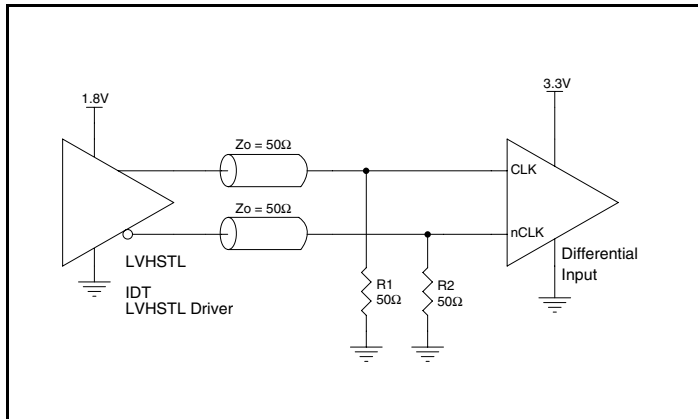 1.8V
3.3V
Zo = 50Ω
CLK
Zo = 50Ω
nCLK
LVHSTL
Differential
Input
IDT
LVHSTL Driver
R1
50Ω
R2
50Ω